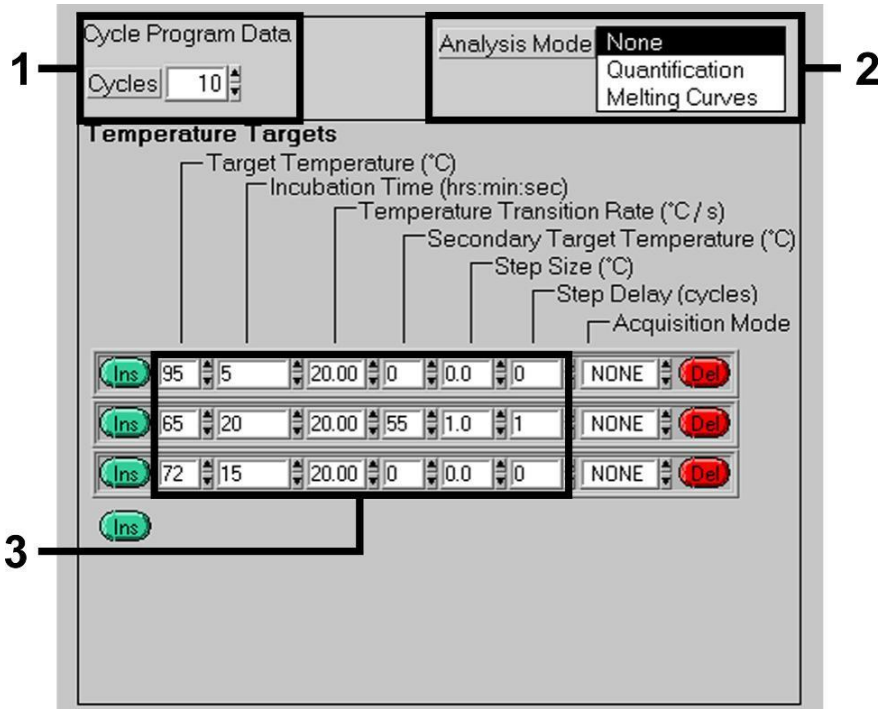 Cycle Program Data
Analysis Mode None
Quantification
Melting Curves
1
2
Cycles 10
Temperature Targets
Target Temperature (°C)
Incubation Time (hrs:min:sec)
Temperature Transition Rate (°C / s)
Secondary Target Temperature (°C)
Step Size (°C)
Step Delay (cycles)
Acquisition Mode
Ins 95 5 20.00 0 0.0 0 NONE Del
Ins 65 20 20.00 55 1.0 1 NONE Del
Ins 72 15 20.00 0 0.0 0 NONE Del
Ins
3